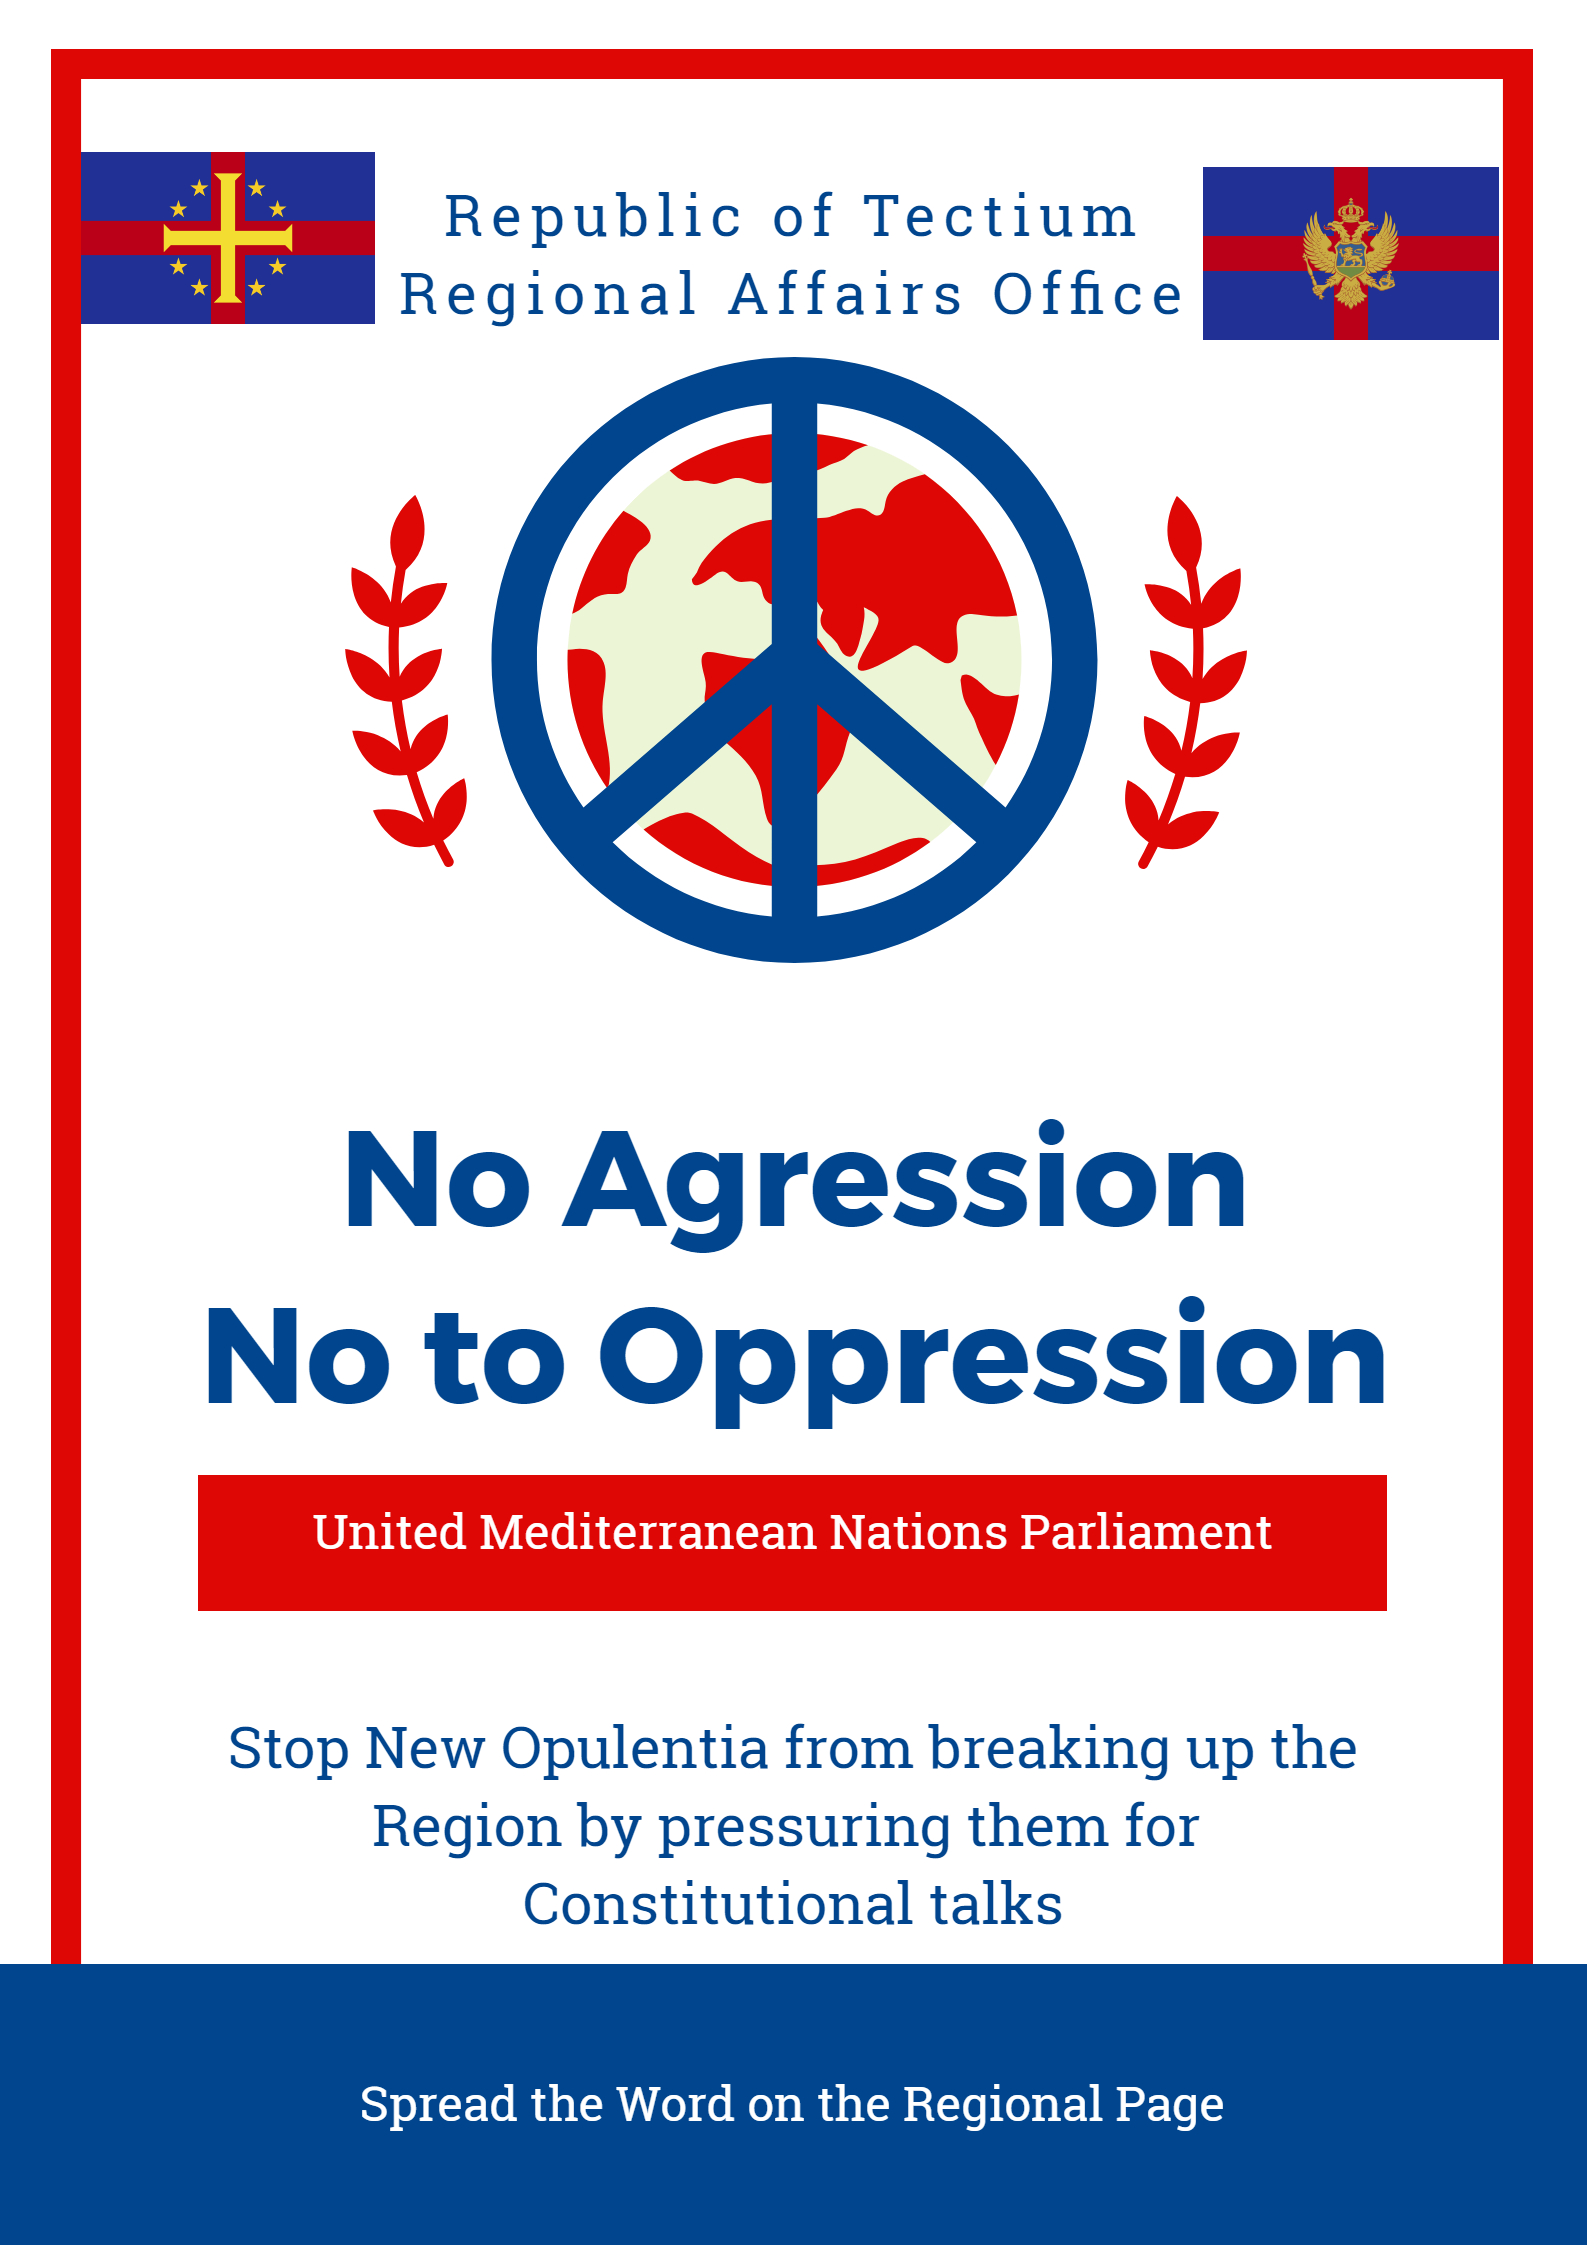 Republic of Tectium
Regional Affairs Office
No Agression
No to Oppression
United Mediterranean Nations Parliament
Stop New Opulentia from breaking up the
Region by pressuring them for
Constitutional talks
Spread the Word on the Regional Page